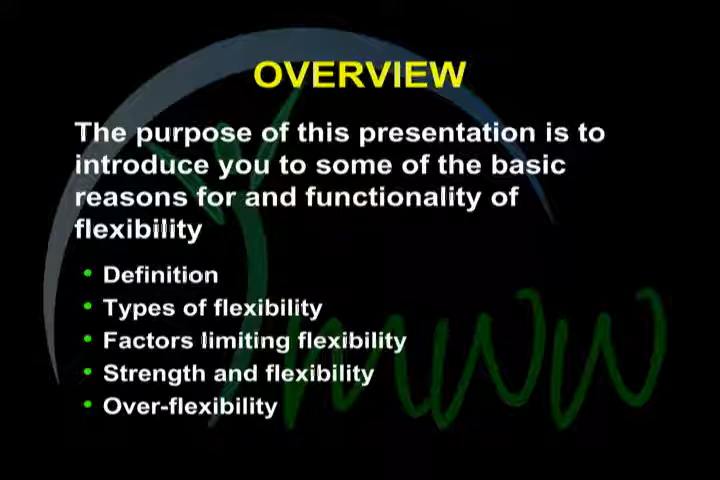 OVERVIEW
The purpose of this presentation is to
introduce you to some of the basic
reasons for and functionality of
flexibility
• Definition
• Types of flexibility
• Factors limiting flexibility
• Strength and flexibility
• Over-flexibility
mww